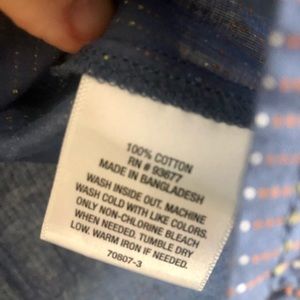 100% COTTON
RN # 93677
MADE IN BANGLADESH
WASH INSIDE OUT. MACHINE
WASH COLD WITH LIKE COLORS.
ONLY NON-CHLORINE BLEACH
WHEN NEEDED. TUMBLE DRY
LOW. WARM IRON IF NEEDED.
70807-3